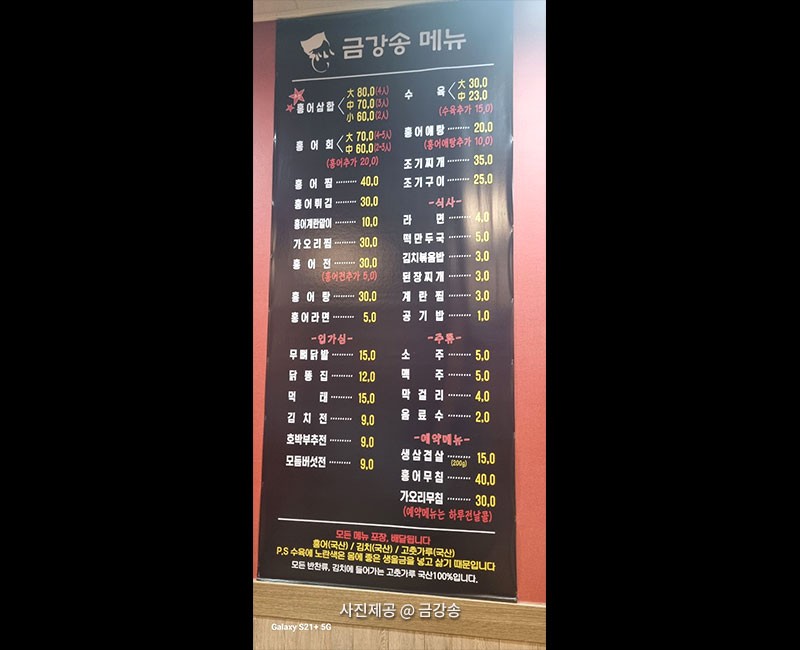 금강송 메뉴
홍어삼합
大 80.0 (4人)
中 70.0 (3人)
小 60.0 (2人)
홍어회
大 70.0 (4~5人)
中 60.0 (2~3人)
(홍어추가 20.0)
홍어찜 ········· 40.0
홍어튀김 ········· 30.0
홍어계란말이 ········· 10.0
가오리찜 ········· 30.0
홍어전 ········· 30.0
(홍어전추가 5.0)
홍어탕 ········· 30.0
홍어라면 ········· 5.0
-입가심-
무뼈닭발 ········· 15.0
닭똥집 ········· 12.0
먹태 ········· 15.0
김치전 ········· 9.0
호박부추전 ········· 9.0
모듬버섯전 ········· 9.0
수육
大 30.0
中 23.0
(수육추가 15.0)
홍어애탕 ········· 20.0
(홍어애탕추가 10.0)
조기찌개 ········· 35.0
조기구이 ········· 25.0
-식사-
라면 ········· 4.0
떡만두국 ········· 5.0
김치볶음밥 ········· 3.0
된장찌개 ········· 3.0
계란찜 ········· 3.0
공기밥 ········· 1.0
-주류-
소주 ········· 5.0
맥주 ········· 5.0
막걸리 ········· 4.0
음료수 ········· 2.0
-예약메뉴-
생삼겹살 ········· 15.0
(200g)
홍어무침 ········· 40.0
가오리무침 ········· 30.0
(예약메뉴는 하루전날콜)
모든 메뉴 포장, 배달됩니다
홍어(국산) / 김치(국산) / 고춧가루(국산)
P.S 수육에 노란색은 몸에 좋은 생울금을 넣고 삶기 때문입니다
모든 반찬류, 김치에 들어가는 고춧가루 국산100%입니다.
사진제공 @ 금강송
Galaxy S21+ 5G